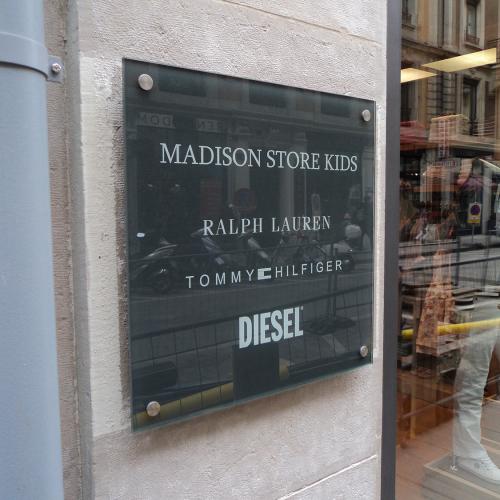 MADISON STORE KIDS
RALPH LAUREN
TOMMY HILFIGER
DIESEL